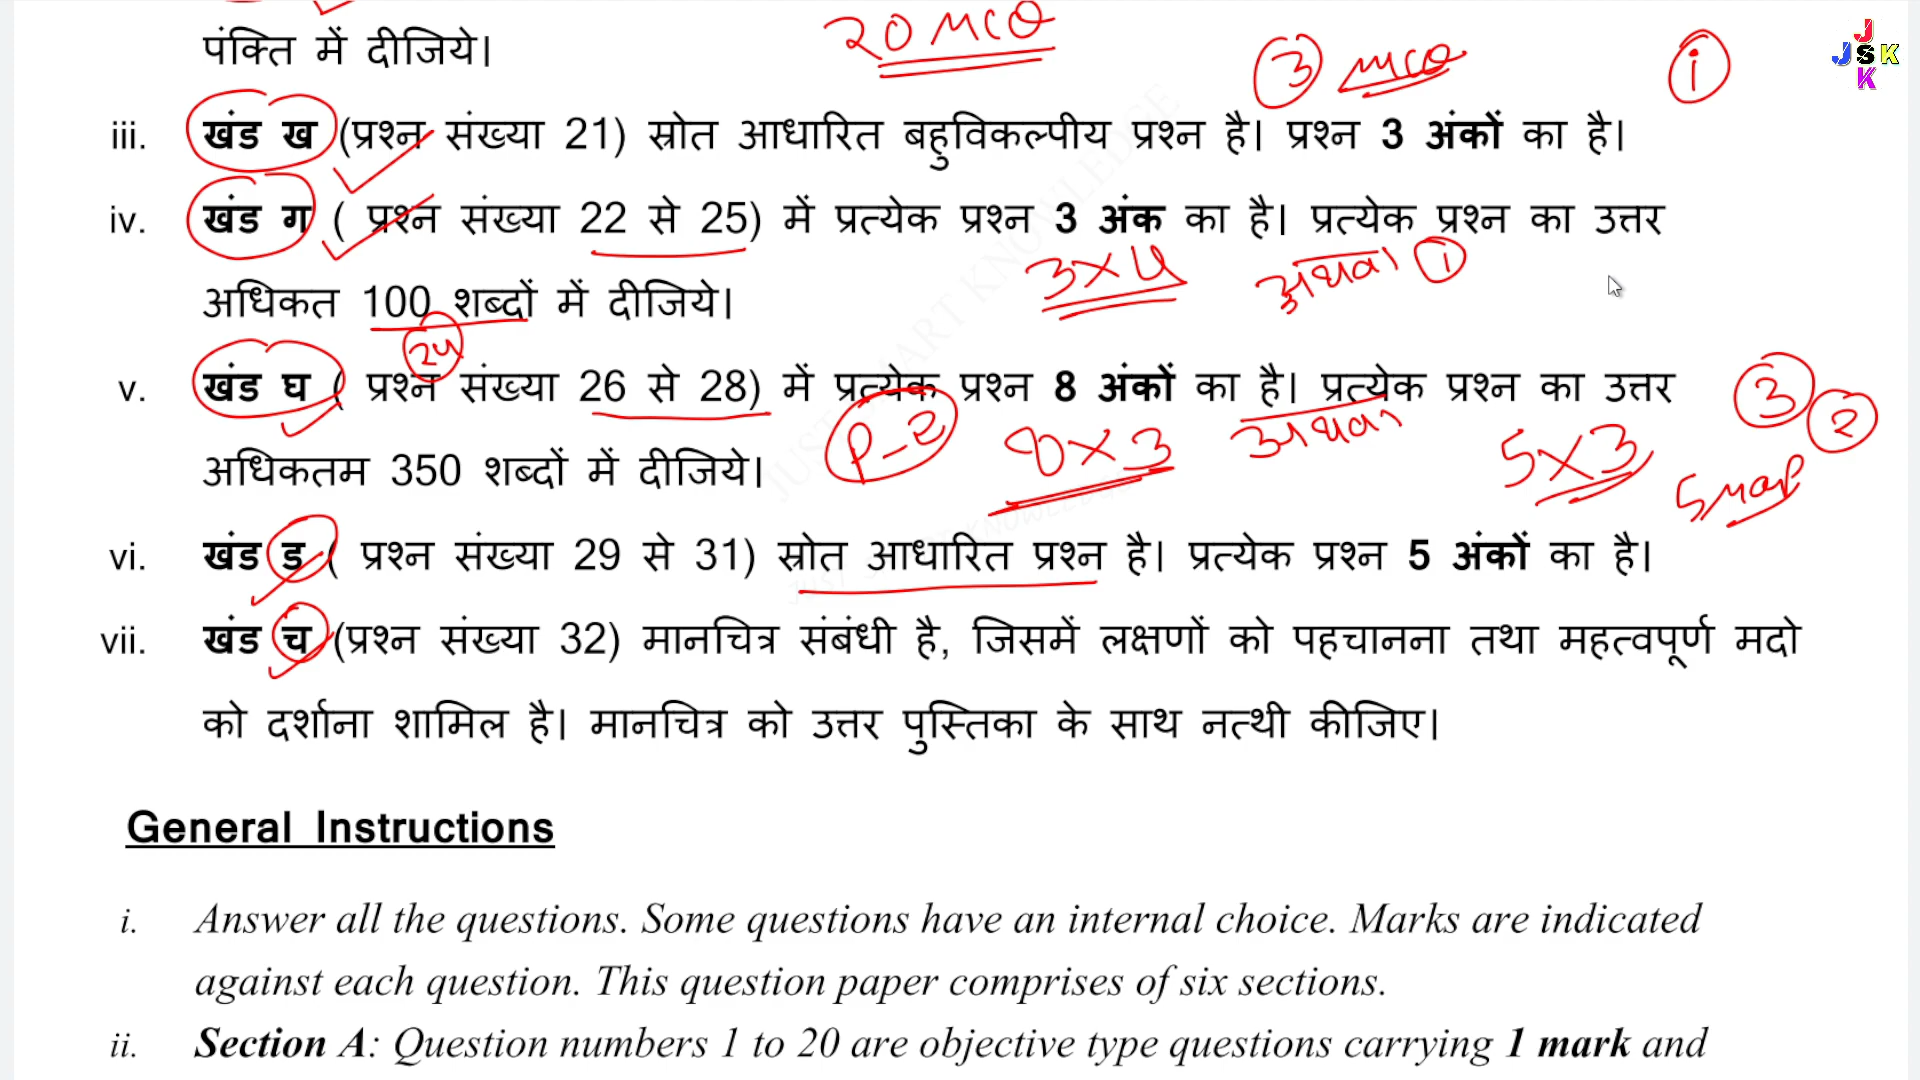 पंक्ति में दीजिये।
20 MCQ
3 MCQ
1
J
JSK
K
iii. खंड ख (प्रश्न संख्या 21) स्रोत आधारित बहुविकल्पीय प्रश्न है। प्रश्न 3 अंकों का है।
iv. खंड ग ( प्रश्न संख्या 22 से 25) में प्रत्येक प्रश्न 3 अंक का है। प्रत्येक प्रश्न का उत्तर
3×4
अथवा 1
अधिकत 100 शब्दों में दीजिये।
24
v. खंड घ ( प्रश्न संख्या 26 से 28) में प्रत्येक प्रश्न 8 अंकों का है। प्रत्येक प्रश्न का उत्तर
3
2
8×3
अथवा
5×3
5 map
अधिकतम 350 शब्दों में दीजिये।
vi. खंड ड ( प्रश्न संख्या 29 से 31) स्रोत आधारित प्रश्न है। प्रत्येक प्रश्न 5 अंकों का है।
vii. खंड च (प्रश्न संख्या 32) मानचित्र संबंधी है, जिसमें लक्षणों को पहचानना तथा महत्वपूर्ण मदो
को दर्शाना शामिल है। मानचित्र को उत्तर पुस्तिका के साथ नत्थी कीजिए।
General Instructions
i. Answer all the questions. Some questions have an internal choice. Marks are indicated
against each question. This question paper comprises of six sections.
ii. Section A: Question numbers 1 to 20 are objective type questions carrying 1 mark and